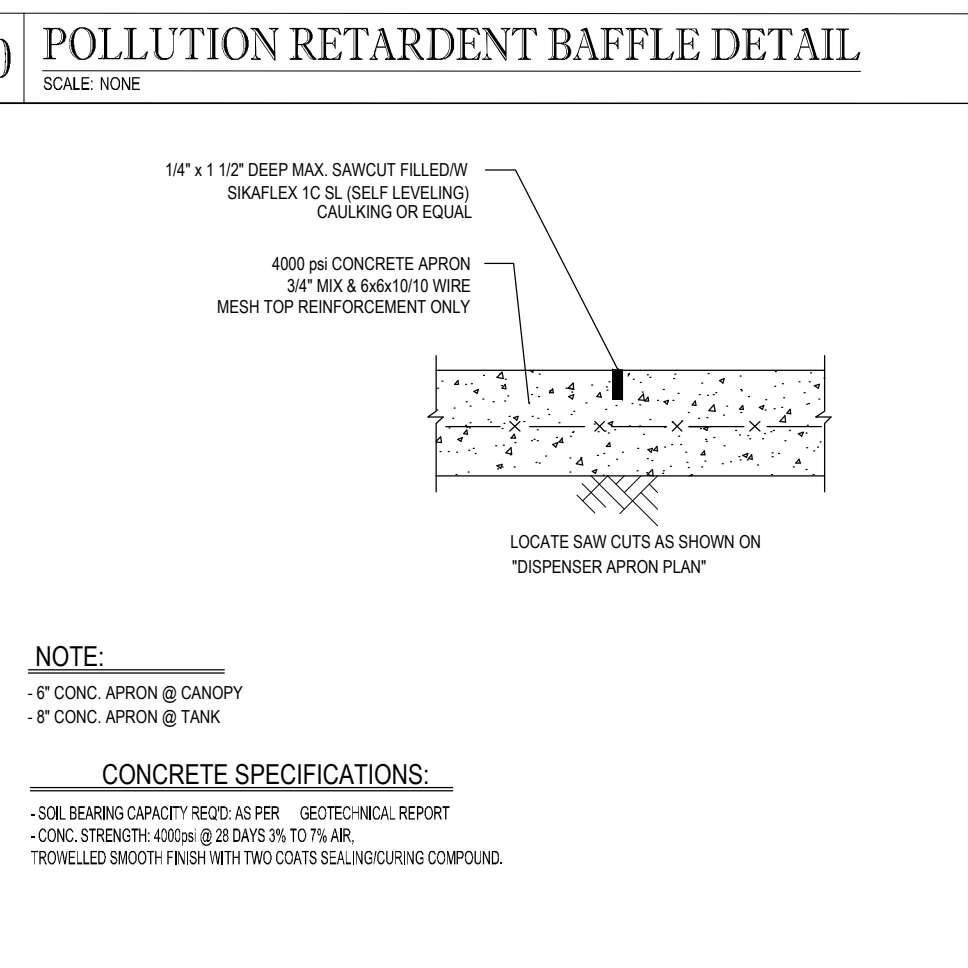 POLLUTION RETARDENT BAFFLE DETAIL
SCALE: NONE
1/4" x 1 1/2" DEEP MAX. SAWCUT FILLED/W
SIKAFLEX 1C SL (SELF LEVELING)
CAULKING OR EQUAL
4000 psi CONCRETE APRON
3/4" MIX & 6x6x10/10 WIRE
MESH TOP REINFORCEMENT ONLY
LOCATE SAW CUTS AS SHOWN ON
"DISPENSER APRON PLAN"
NOTE:
- 6" CONC. APRON @ CANOPY
- 8" CONC. APRON @ TANK
CONCRETE SPECIFICATIONS:
- SOIL BEARING CAPACITY REQ'D: AS PER GEOTECHNICAL REPORT
- CONC. STRENGTH: 4000psi @ 28 DAYS 3% TO 7% AIR,
TROWELLED SMOOTH FINISH WITH TWO COATS SEALING/CURING COMPOUND.